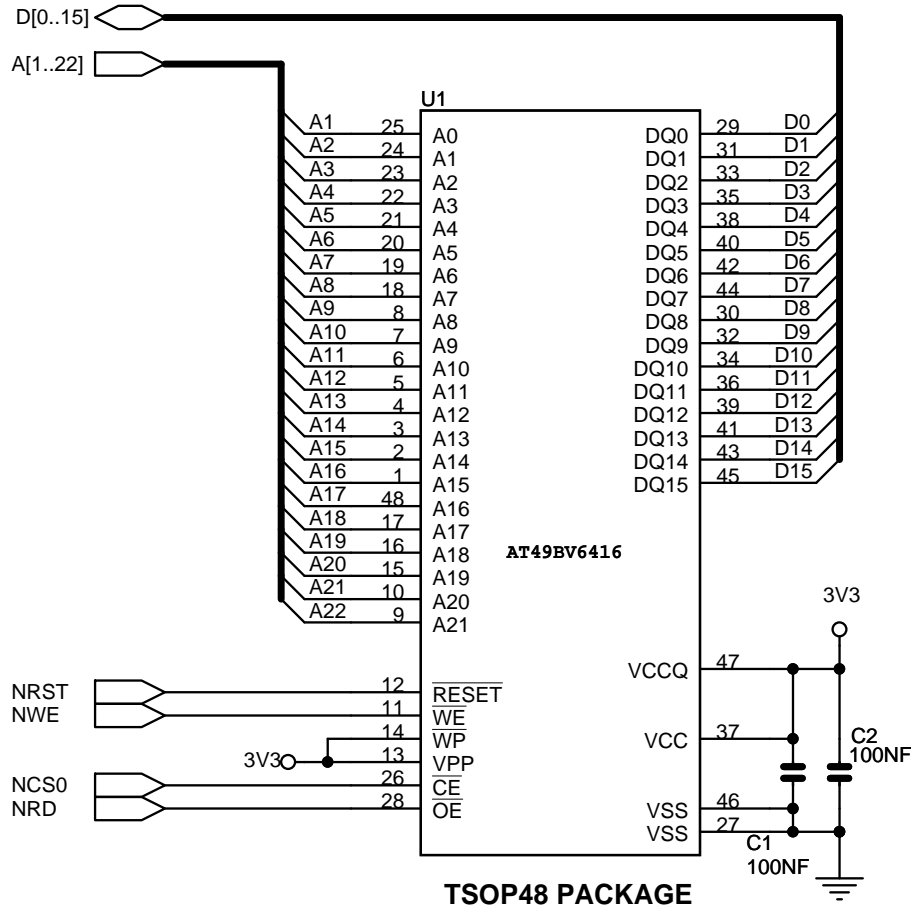 D[0..15]
A[1..22]
U1
A1 25 A0 DQ0 29 D0
A2 24 A1 DQ1 31 D1
A3 23 A2 DQ2 33 D2
A4 22 A3 DQ3 35 D3
A5 21 A4 DQ4 38 D4
A6 20 A5 DQ5 40 D5
A7 19 A6 DQ6 42 D6
A8 18 A7 DQ7 44 D7
A9 8 A8 DQ8 30 D8
A10 7 A9 DQ9 32 D9
A11 6 A10 DQ10 34 D10
A12 5 A11 DQ11 36 D11
A13 4 A12 DQ12 39 D12
A14 3 A13 DQ13 41 D13
A15 2 A14 DQ14 43 D14
A16 1 A15 DQ15 45 D15
A17 48 A16
A18 17 A17
A19 16 A18
AT49BV6416
A20 15 A19
A21 10 A20
A22 9 A21
3V3
VCCQ 47
NRST 12 RESET
NWE 11 WE
14 WP
VCC 37
C2
100NF
3V3 13 VPP
NCS0 26 CE
NRD 28 OE
VSS 46
VSS 27
C1
100NF
TSOP48 PACKAGE